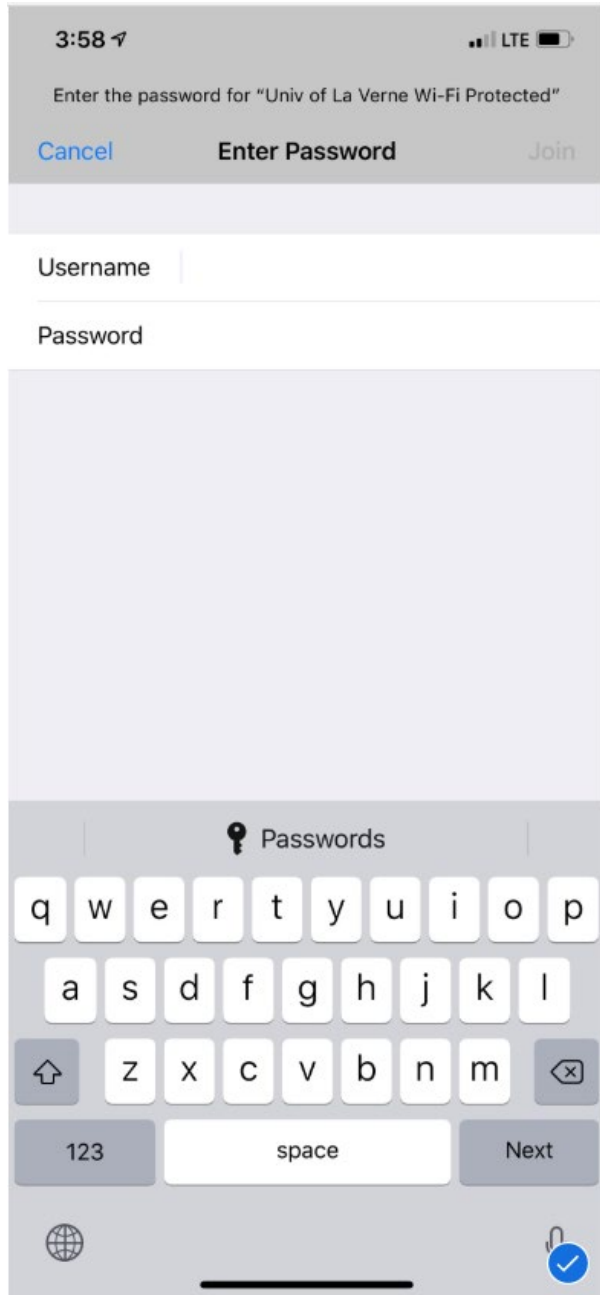 3:58 LTE
Enter the password for “Univ of La Verne Wi-Fi Protected”
Cancel Enter Password Join
Username
Password
Passwords
q w e r t y u i o p
a s d f g h j k l
z x c v b n m
123 space Next